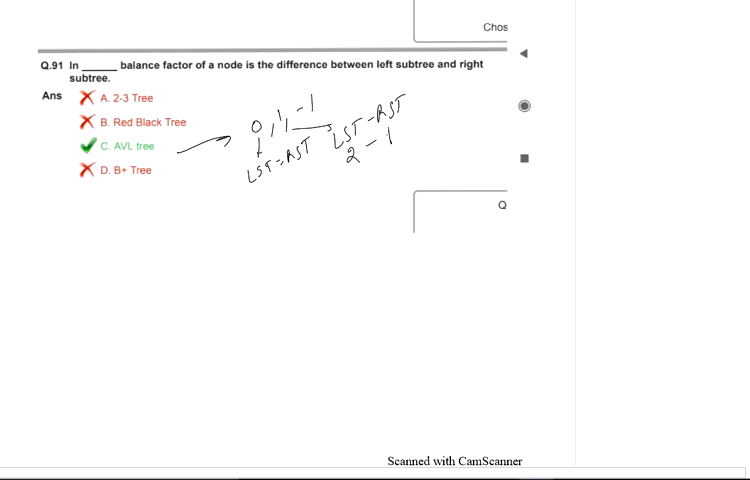 Chos
Q.91 In ______ balance factor of a node is the difference between left subtree and right
subtree.
Ans A. 2-3 Tree
B. Red Black Tree
C. AVL tree
D. B+ Tree
0, 1, -1
LST = RST
LST - RST
2 - 1
Q
Scanned with CamScanner